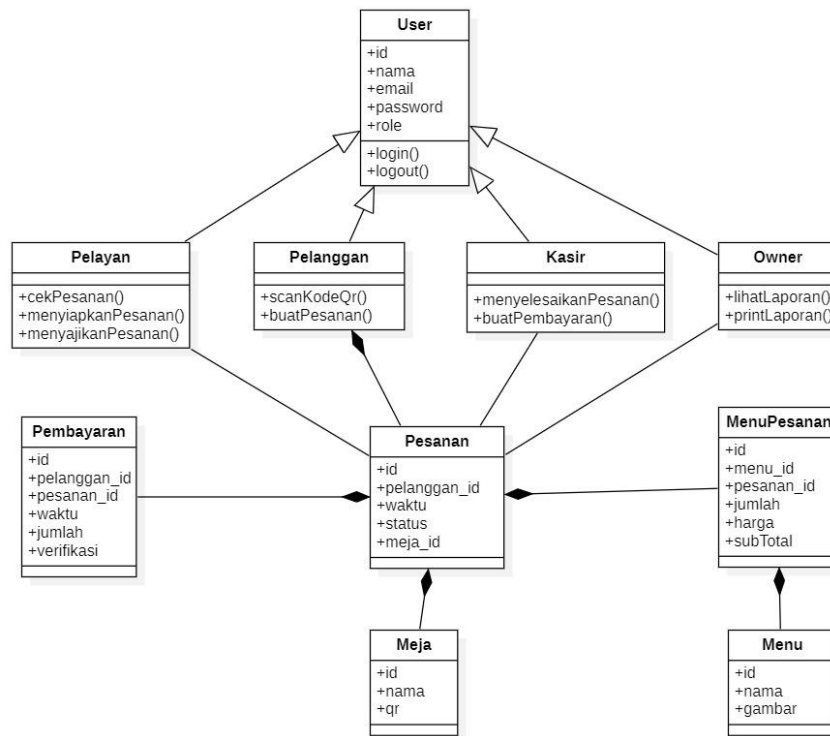 User
+id
+nama
+email
+password
+role
+login()
+logout()
Pelayan
+cekPesanan()
+menyiapkanPesanan()
+menyajikanPesanan()
Pelanggan
+scanKodeQr()
+buatPesanan()
Kasir
+menyelesaikanPesanan()
+buatPembayaran()
Owner
+lihatLaporan()
+printLaporan()
Pembayaran
+id
+pelanggan_id
+pesanan_id
+waktu
+jumlah
+verifikasi
Pesanan
+id
+pelanggan_id
+waktu
+status
+meja_id
MenuPesanan
+id
+menu_id
+pesanan_id
+jumlah
+harga
+subTotal
Meja
+id
+nama
+qr
Menu
+id
+nama
+gambar